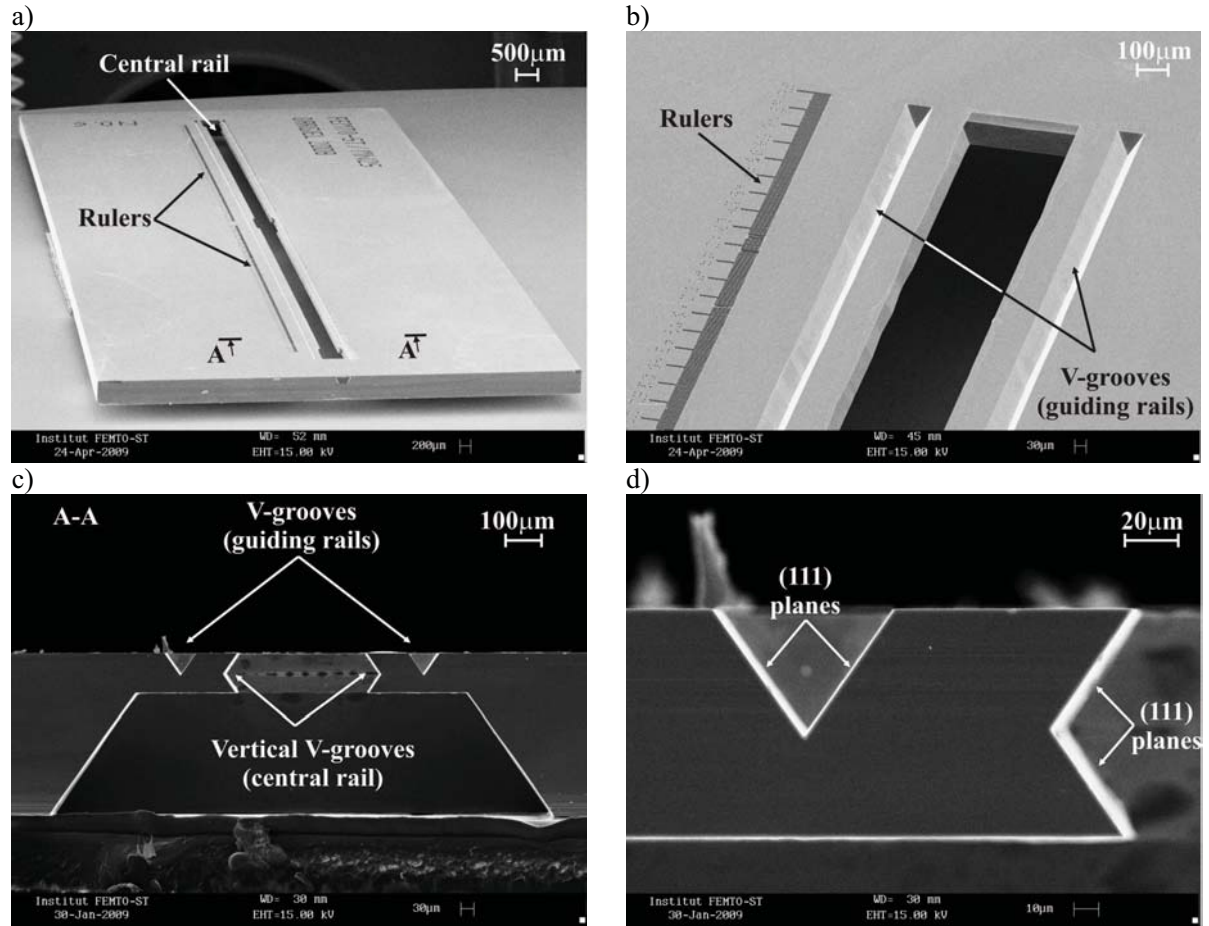 a)
Central rail
500µm
Rulers
A
A
Institut FEMTO-ST
24-Apr-2009
WD= 52 mm
EHT=15.00 kV
200µm
b)
100µm
Rulers
V-grooves
(guiding rails)
Institut FEMTO-ST
24-Apr-2009
WD= 45 mm
EHT=15.00 kV
30µm
c)
A-A
V-grooves
(guiding rails)
100µm
Vertical V-grooves
(central rail)
Institut FEMTO-ST
30-Jan-2009
WD= 30 mm
EHT=15.00 kV
30µm
d)
20µm
(111)
planes
(111)
planes
Institut FEMTO-ST
30-Jan-2009
WD= 30 mm
EHT=15.00 kV
10µm